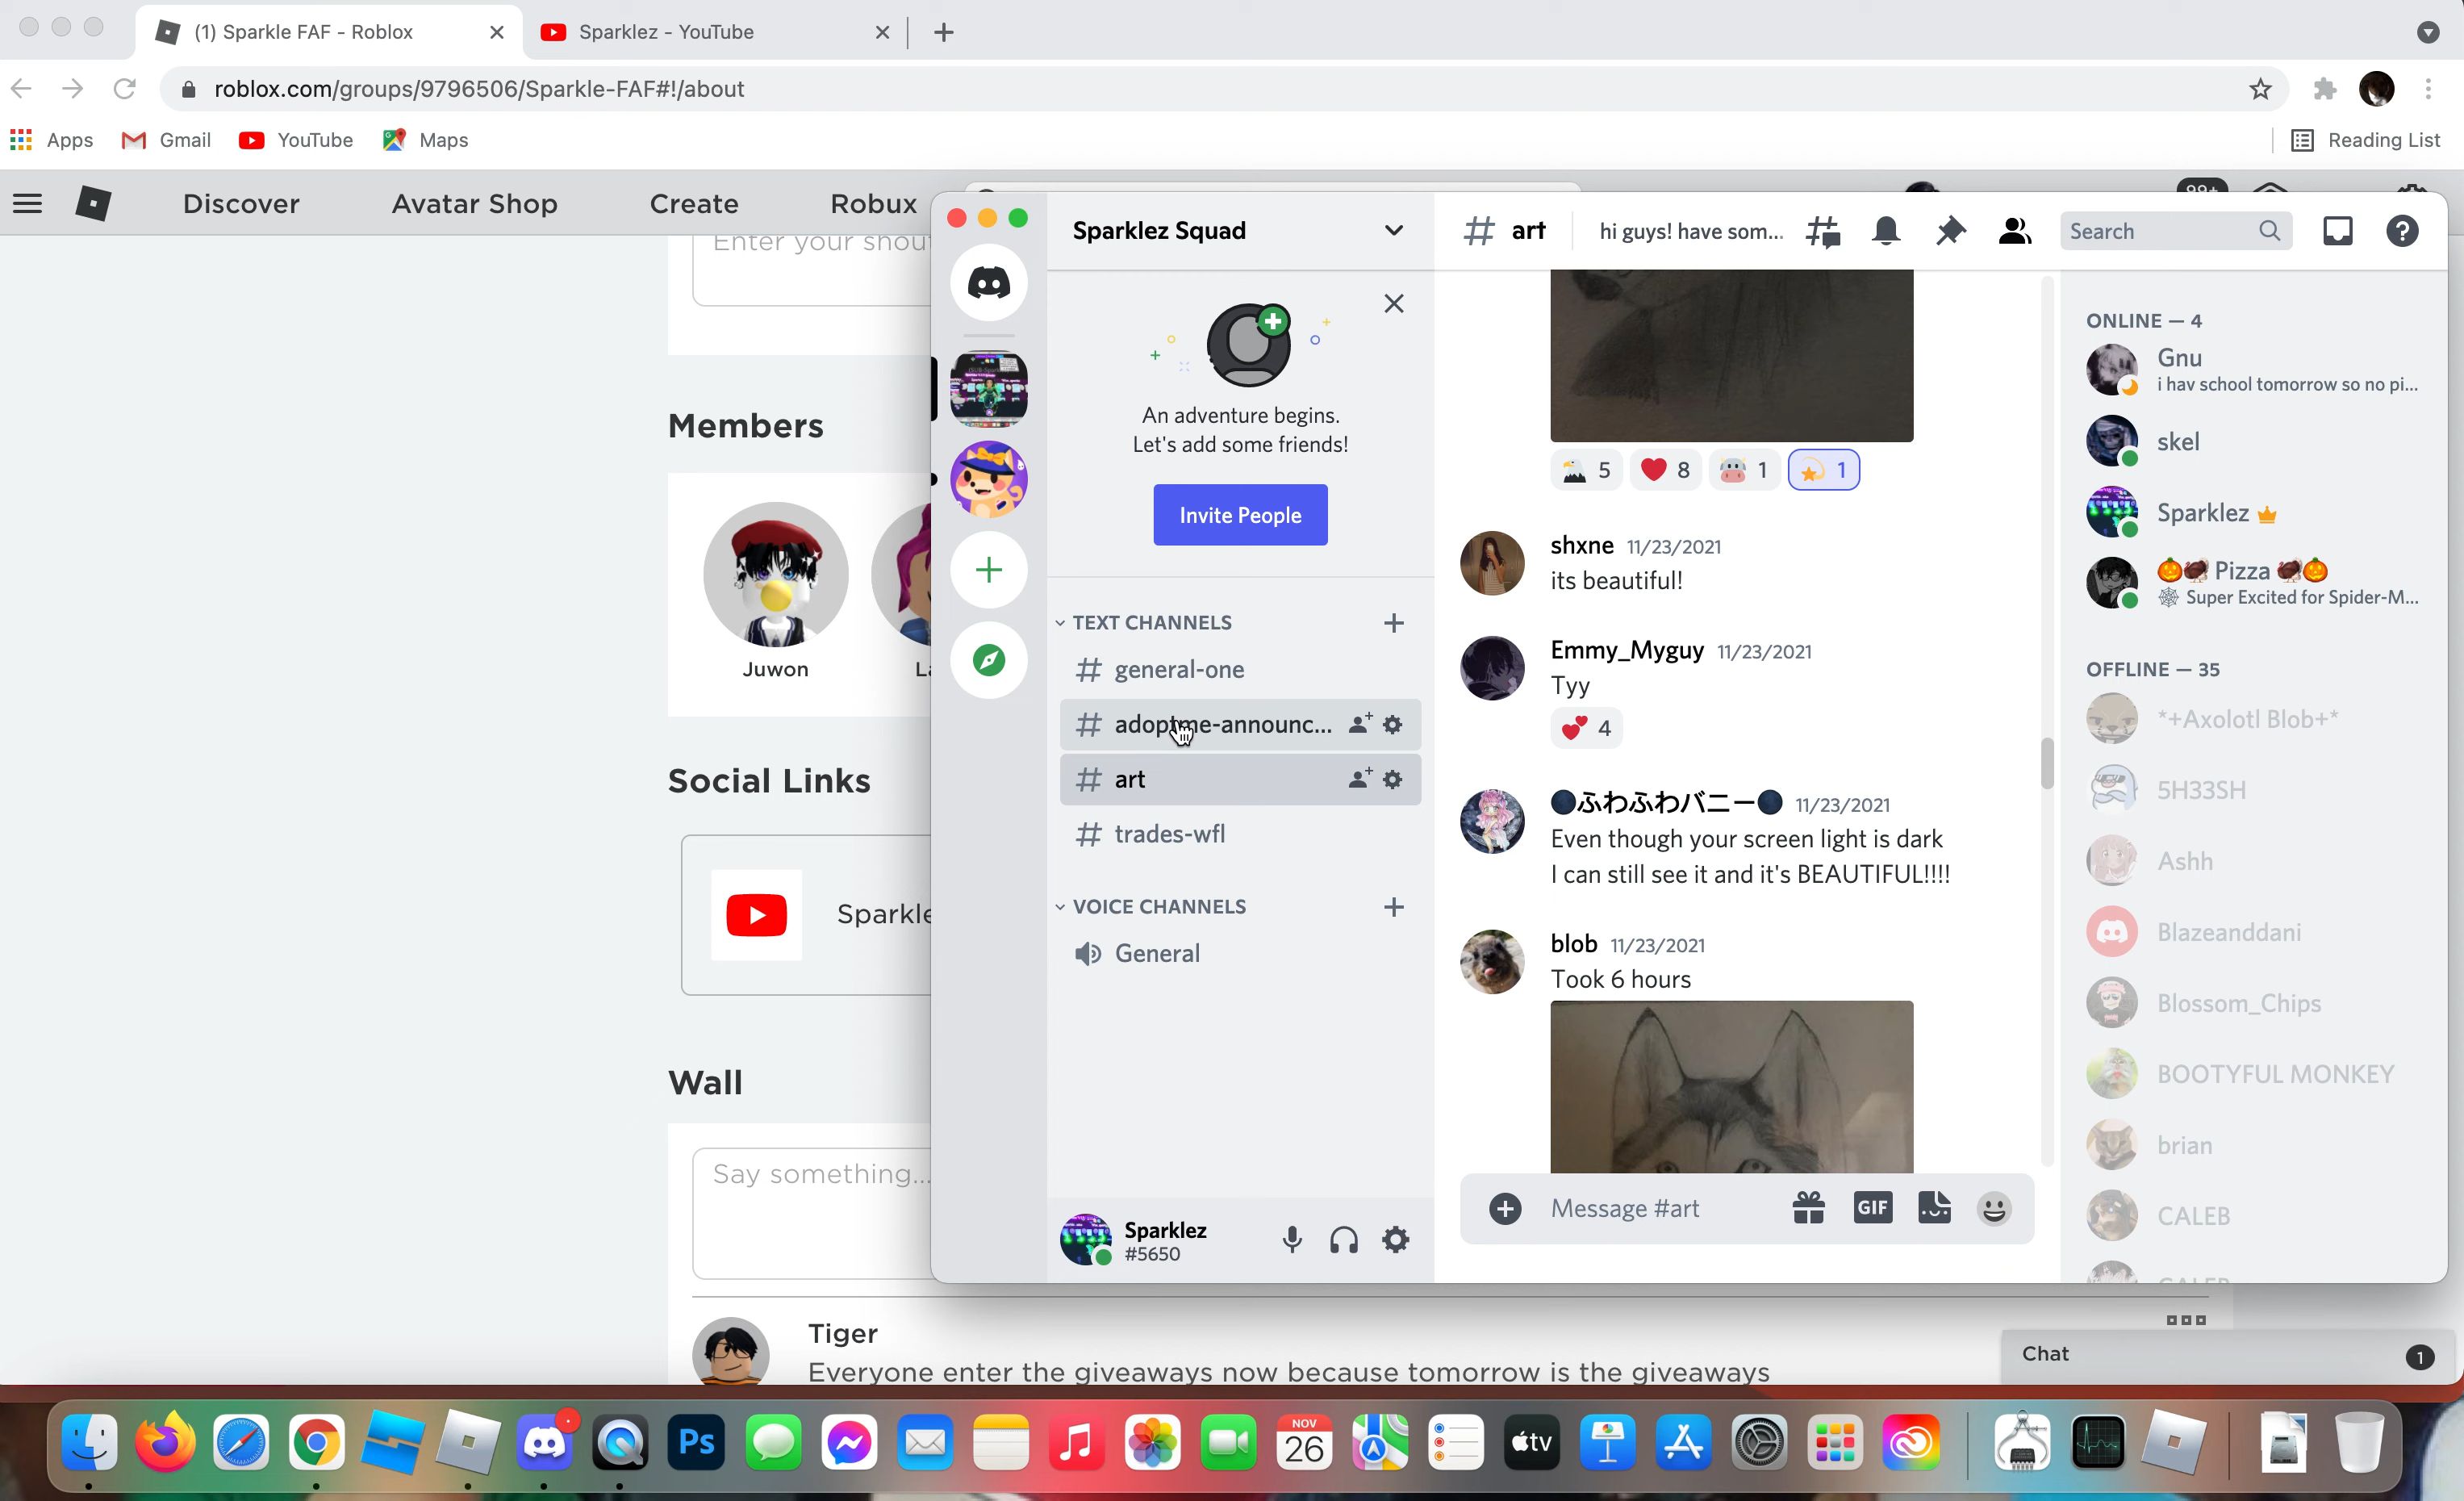 (1) Sparkle FAF - Roblox
Sparklez - YouTube
roblox.com/groups/9796506/Sparkle-FAF#!/about
Apps
Gmail
YouTube
Maps
Reading List
Discover
Avatar Shop
Create
Robux
99+
Enter your shou
Members
Juwon
La
Social Links
Sparkle
Wall
Say something...
Tiger
Everyone enter the giveaways now because tomorrow is the giveaways
Chat
1
Sparklez Squad
An adventure begins.
Let's add some friends!
Invite People
TEXT CHANNELS
# general-one
# adoptme-announc...
# art
# trades-wfl
VOICE CHANNELS
General
Sparklez
#5650
# art
hi guys! have som...
Search
5
8
1
1
shxne 11/23/2021
its beautiful!
Emmy_Myguy 11/23/2021
Tyy
4
🌑ふわふわバニー🌑 11/23/2021
Even though your screen light is dark
I can still see it and it's BEAUTIFUL!!!!
blob 11/23/2021
Took 6 hours
Message #art
GIF
ONLINE — 4
Gnu
i hav school tomorrow so no pi...
skel
Sparklez
🎃🦃 Pizza 🦃🎃
🕸 Super Excited for Spider-M...
OFFLINE — 35
*+Axolotl Blob+*
5H33SH
Ashh
Blazeanddani
Blossom_Chips
BOOTYFUL MONKEY
brian
CALEB
CALEB
Ps
NOV
26
tv